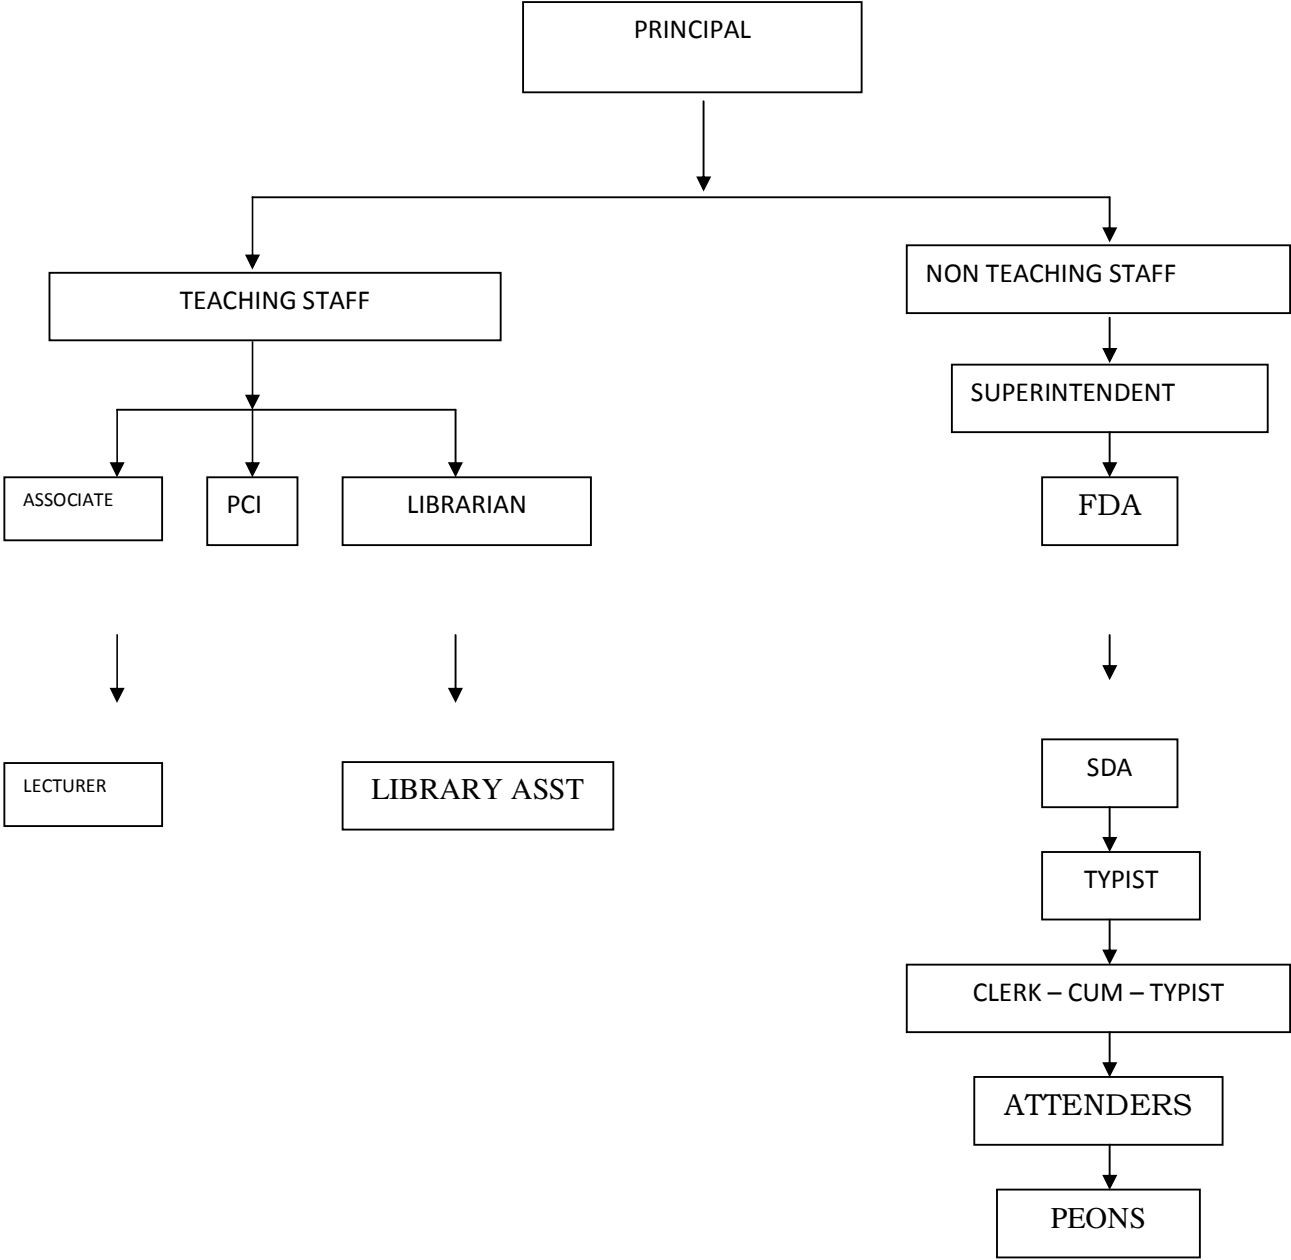 PRINCIPAL
TEACHING STAFF
NON TEACHING STAFF
SUPERINTENDENT
ASSOCIATE
PCI
LIBRARIAN
FDA
LECTURER
LIBRARY ASST
SDA
TYPIST
CLERK – CUM – TYPIST
ATTENDERS
PEONS